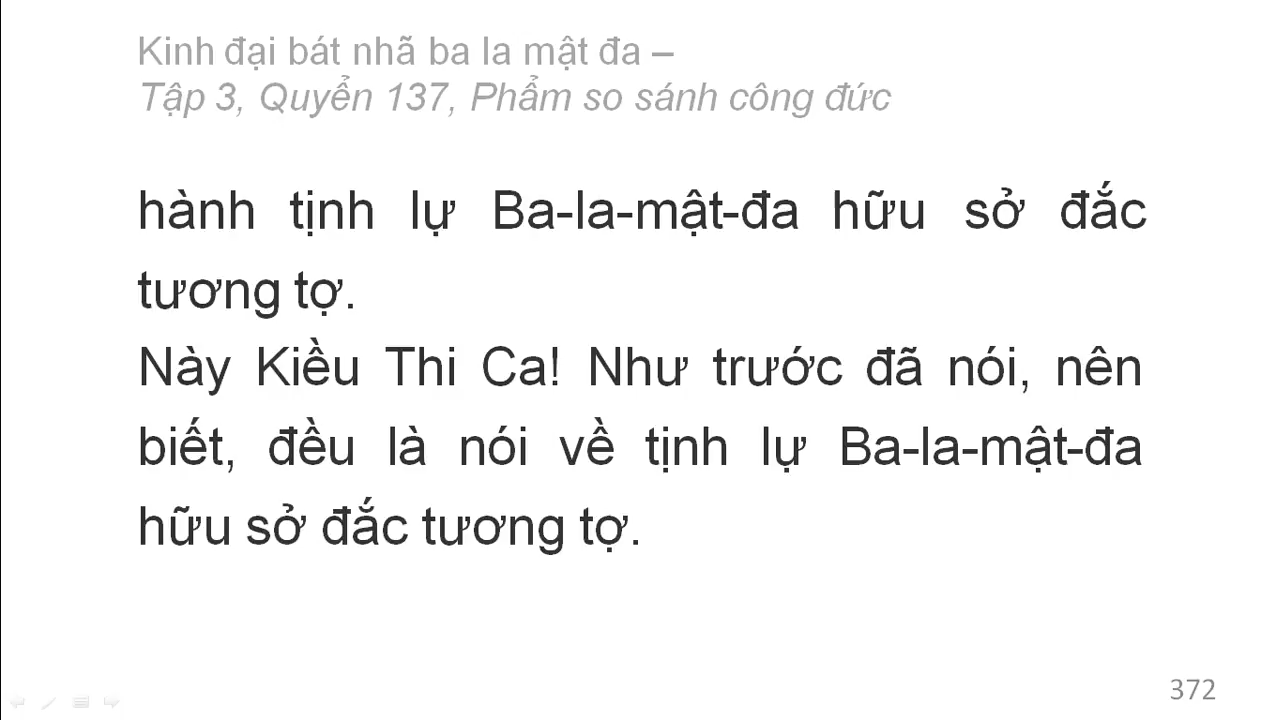 Kinh đại bát nhã ba la mật đa –
Tập 3, Quyển 137, Phẩm so sánh công đức
hành tịnh lự Ba-la-mật-đa hữu sở đắc
tương tợ.
Này Kiều Thi Ca! Như trước đã nói, nên
biết, đều là nói về tịnh lự Ba-la-mật-đa
hữu sở đắc tương tợ.
372